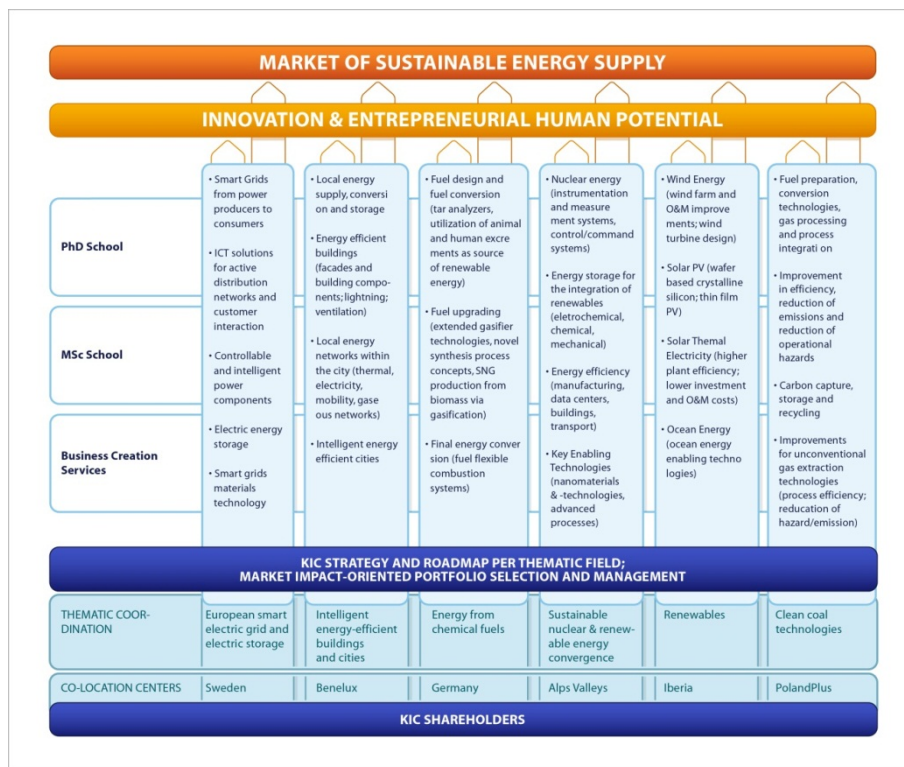 MARKET OF SUSTAINABLE ENERGY SUPPLY
INNOVATION & ENTREPRENEURIAL HUMAN POTENTIAL
PhD School
MSc School
Business Creation
Services
• Smart Grids
from power
producers to
consumers
• ICT solutions
for active
distribution
networks and
customer
interaction
• Controllable
and intelligent
power
components
• Electric energy
storage
• Smart grids
materials
technology
• Local energy
supply, conversi
on and storage
• Energy efficient
buildings
(facades and
building compo-
nents; lightning;
ventilation)
• Local energy
networks within
the city (thermal,
electricity,
mobility, gase
ous networks)
• Intelligent energy
efficient cities
• Fuel design and
fuel conversion
(tar analyzers,
utilization of animal
and human excre
ments as source
of renewable
energy)
• Fuel upgrading
(extended gasifier
technologies, novel
synthesis process
concepts, SNG
production from
biomass via
gasification)
• Final energy conver
sion (fuel flexible
combustion
systems)
• Nuclear energy
(instrumentation
and measure
ment systems,
control/command
systems)
• Energy storage for
the integration of
renewables
(eletrochemical,
chemical,
mechanical)
• Energy efficiency
(manufacturing,
data centers,
buildings,
transport)
• Key Enabling
Technologies
(nanomaterials
& -technologies,
advanced
processes)
• Wind Energy
(wind farm and
O&M improve
ments; wind
turbine design)
• Solar PV (wafer
based crystalline
silicon; thin film
PV)
• Solar Themal
Electricity (higher
plant efficiency;
lower investment
and O&M costs)
• Ocean Energy
(ocean energy
enabling techno
logies)
• Fuel preparation,
conversion
technologies,
gas processing
and process
integrati on
• Improvement
in efficiency,
reduction of
emissions and
reduction of
operational
hazards
• Carbon capture,
storage and
recycling
• Improvements
for unconventional
gas extraction
technologies
(process efficiency;
reducation of
hazard/emission)
KIC STRATEGY AND ROADMAP PER THEMATIC FIELD;
MARKET IMPACT-ORIENTED PORTFOLIO SELECTION AND MANAGEMENT
THEMATIC COOR-
DINATION
European smart
electric grid and
electric storage
Intelligent
energy-efficient
buildings
and cities
Energy from
chemical fuels
Sustainable
nuclear & renew-
able energy
convergence
Renewables
Clean coal
technologies
CO-LOCATION CENTERS
Sweden
Benelux
Germany
Alps Valleys
Iberia
PolandPlus
KIC SHAREHOLDERS